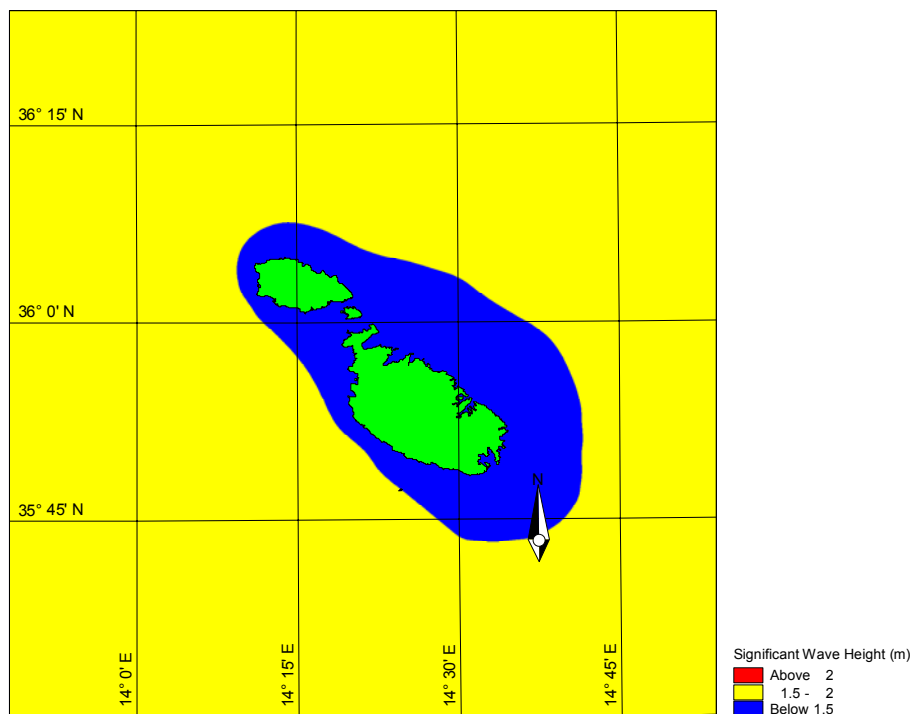 36° 15' N
36° 0' N
35° 45' N
N
14° 0' E
14° 15' E
14° 30' E
14° 45' E
Significant Wave Height (m)
Above 2
1.5 - 2
Below 1.5